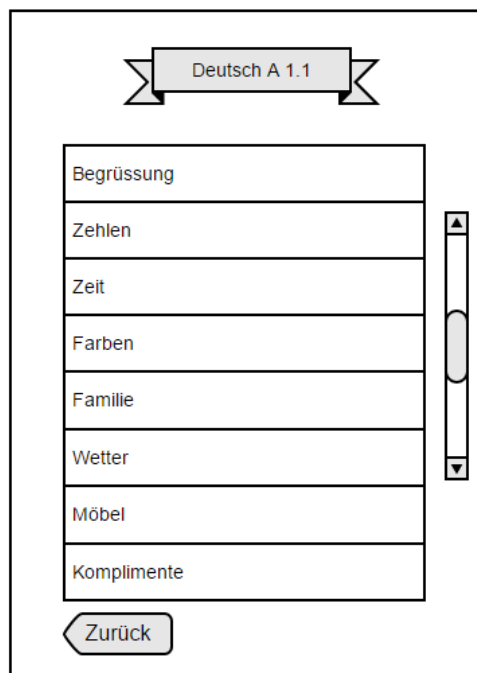 Deutsch A 1.1
Begrüssung
Zehlen
Zeit
Farben
Familie
Wetter
Möbel
Komplimente
Zurück